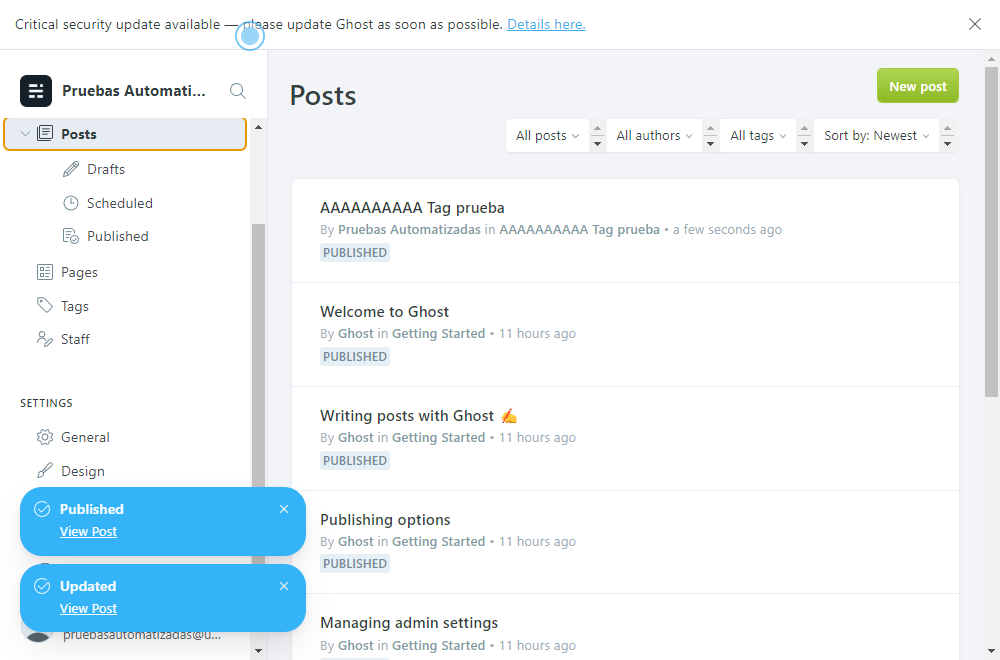 Critical security update available — please update Ghost as soon as possible. Details here.
Pruebas Automati...
Posts
Drafts
Scheduled
Published
Pages
Tags
Staff
SETTINGS
General
Design
Published
View Post
Updated
View Post
pruebasautomatizadas@u...
Posts
New post
All posts
All authors
All tags
Sort by: Newest
AAAAAAAAAA Tag prueba
By Pruebas Automatizadas in AAAAAAAAAA Tag prueba • a few seconds ago
PUBLISHED
Welcome to Ghost
By Ghost in Getting Started • 11 hours ago
PUBLISHED
Writing posts with Ghost ✍️
By Ghost in Getting Started • 11 hours ago
PUBLISHED
Publishing options
By Ghost in Getting Started • 11 hours ago
PUBLISHED
Managing admin settings
By Ghost in Getting Started • 11 hours ago